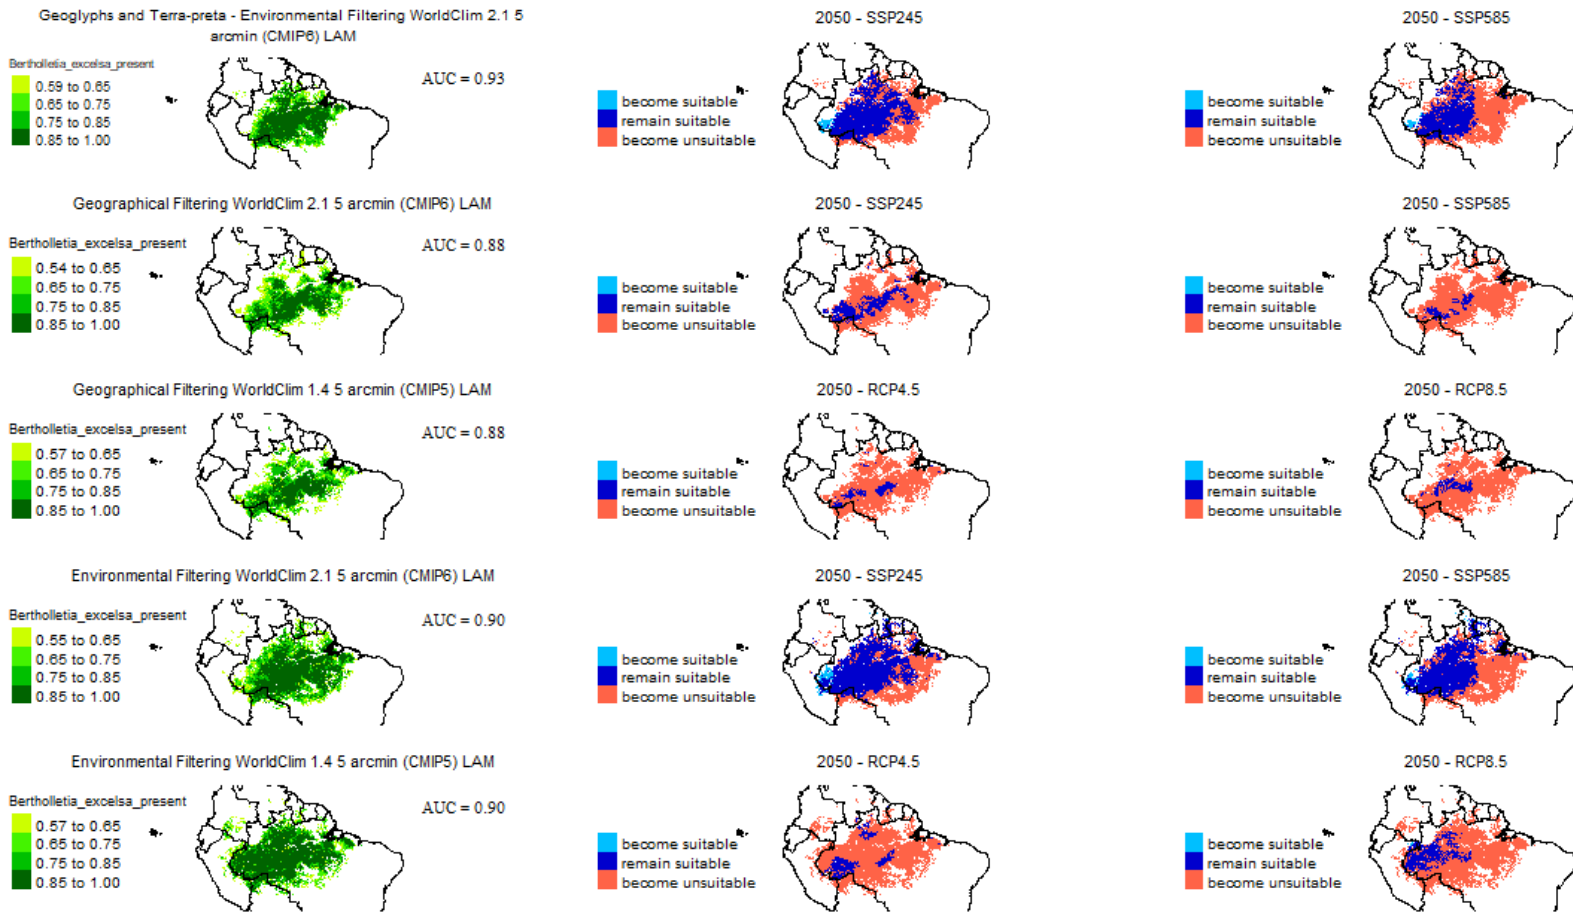 Geoglyphs and Terra-preta - Environmental Filtering WorldClim 2.1 5
arcmin (CMIP6) LAM
2050 - SSP245
2050 - SSP585
Bertholletia_excelsa_present
0.59 to 0.65
0.65 to 0.75
0.75 to 0.85
0.85 to 1.00
AUC = 0.93
become suitable
remain suitable
become unsuitable
become suitable
remain suitable
become unsuitable
Geographical Filtering WorldClim 2.1 5 arcmin (CMIP6) LAM
2050 - SSP245
2050 - SSP585
Bertholletia_excelsa_present
0.54 to 0.65
0.65 to 0.75
0.75 to 0.85
0.85 to 1.00
AUC = 0.88
become suitable
remain suitable
become unsuitable
become suitable
remain suitable
become unsuitable
Geographical Filtering WorldClim 1.4 5 arcmin (CMIP5) LAM
2050 - RCP4.5
2050 - RCP8.5
Bertholletia_excelsa_present
0.57 to 0.65
0.65 to 0.75
0.75 to 0.85
0.85 to 1.00
AUC = 0.88
become suitable
remain suitable
become unsuitable
become suitable
remain suitable
become unsuitable
Environmental Filtering WorldClim 2.1 5 arcmin (CMIP6) LAM
2050 - SSP245
2050 - SSP585
Bertholletia_excelsa_present
0.55 to 0.65
0.65 to 0.75
0.75 to 0.85
0.85 to 1.00
AUC = 0.90
become suitable
remain suitable
become unsuitable
become suitable
remain suitable
become unsuitable
Environmental Filtering WorldClim 1.4 5 arcmin (CMIP5) LAM
2050 - RCP4.5
2050 - RCP8.5
Bertholletia_excelsa_present
0.57 to 0.65
0.65 to 0.75
0.75 to 0.85
0.85 to 1.00
AUC = 0.90
become suitable
remain suitable
become unsuitable
become suitable
remain suitable
become unsuitable